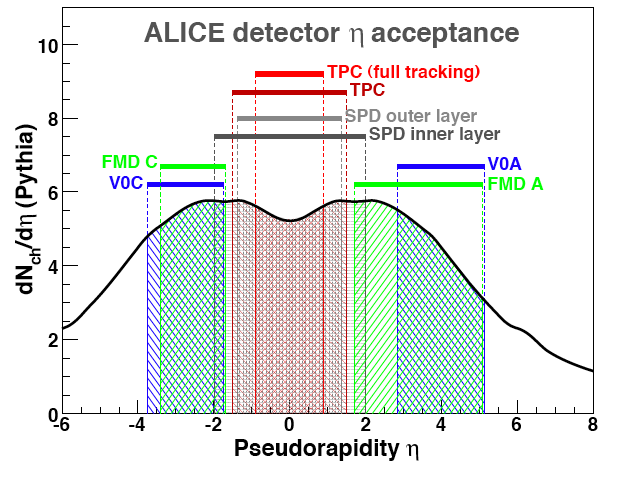 ALICE detector η acceptance
10
TPC (full tracking)
TPC
8
SPD outer layer
SPD inner layer
FMD C
V0A
V0C
FMD A
6
4
2
0
dNch/dη (Pythia)
-6 -4 -2 0 2 4 6 8
Pseudorapidity η